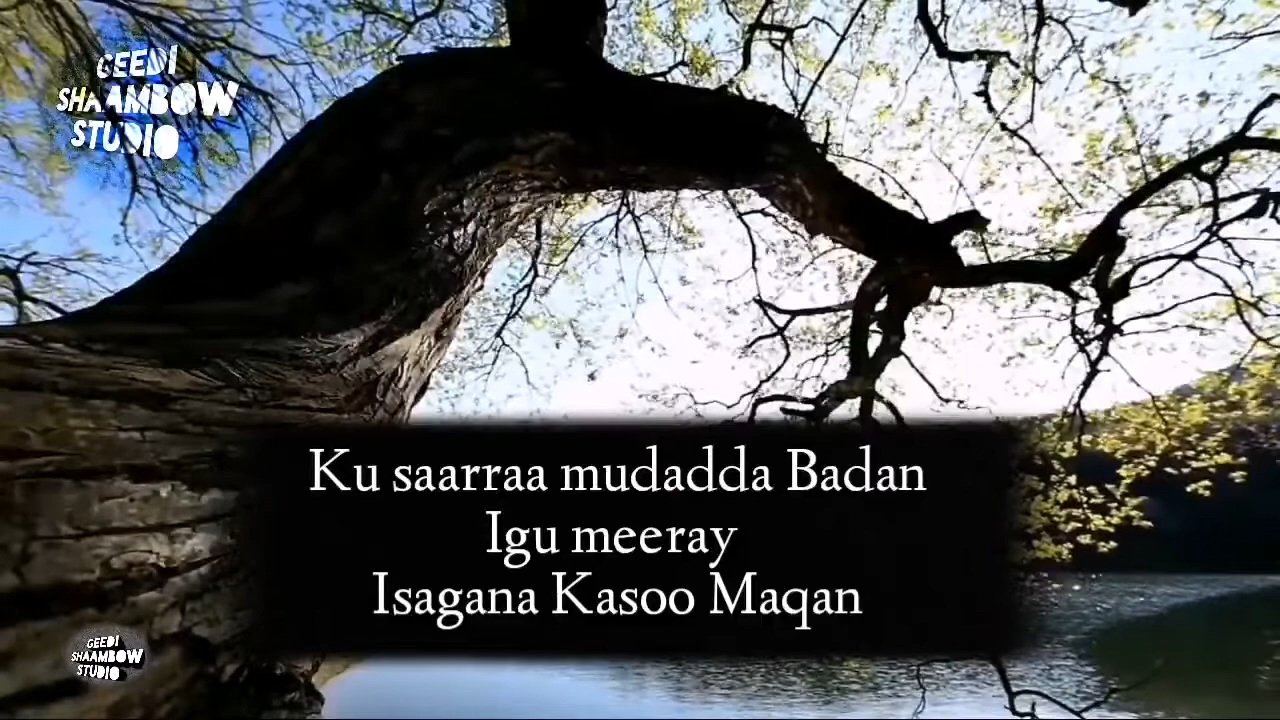 GEEDI
SHAAMBOW
STUDIO
Ku saarraa mudadda Badan
Igu meeray
Isagana Kasoo Maqan
GEEDI
SHAAMBOW
STUDIO